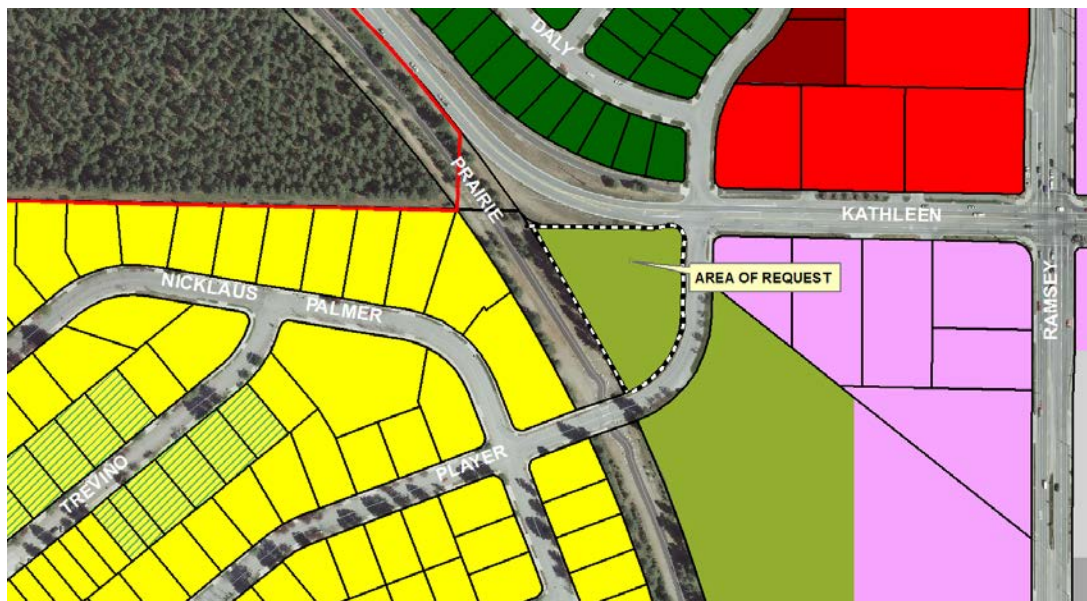 DALY
PRAIRIE
KATHLEEN
AREA OF REQUEST
NICKLAUS
PALMER
RAMSEY
TREVINO
PLAYER